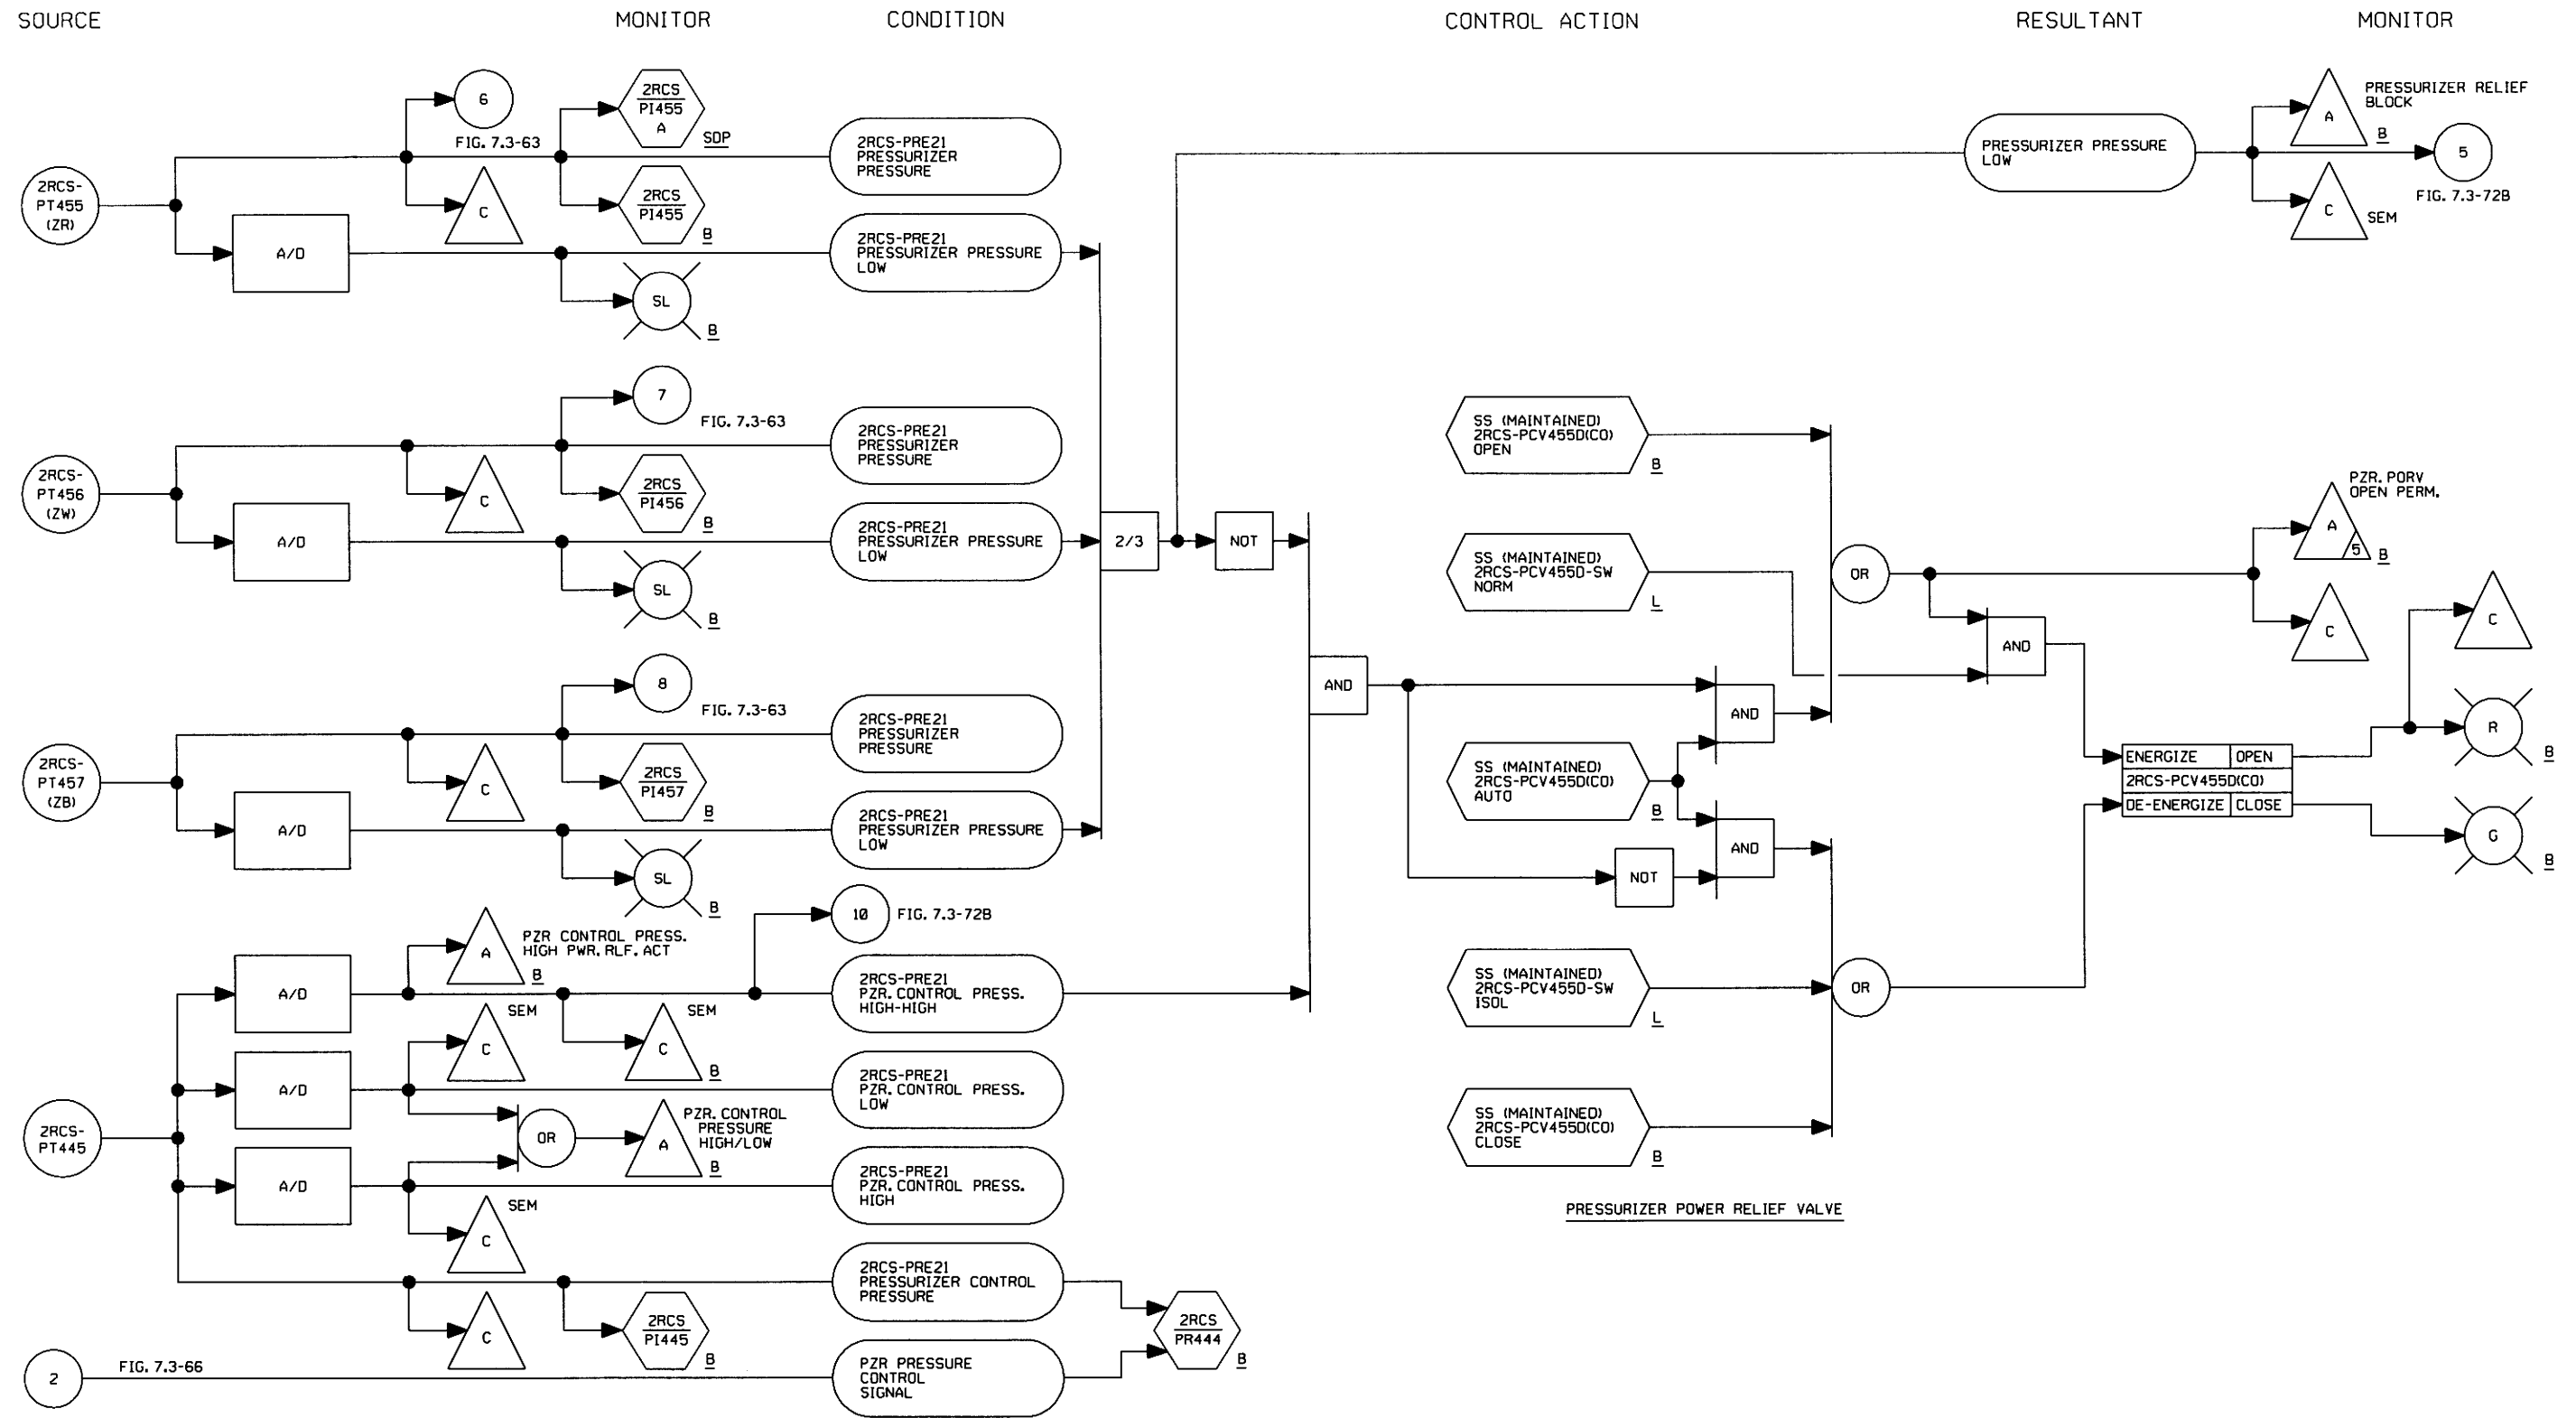 SOURCE
MONITOR
CONDITION
CONTROL ACTION
RESULTANT
MONITOR
2RCS-
PT455
(ZR)
6
FIG. 7.3-63
C
A/D
2RCS
PI455
A
SDP
2RCS
PI455
B
SL
B
2RCS-PRE21
PRESSURIZER
PRESSURE
2RCS-PRE21
PRESSURIZER PRESSURE
LOW
PRESSURIZER PRESSURE
LOW
A
PRESSURIZER RELIEF
BLOCK
B
5
FIG. 7.3-72B
C
SEM
2RCS-
PT456
(ZW)
7
FIG. 7.3-63
C
A/D
2RCS
PI456
B
SL
B
2RCS-PRE21
PRESSURIZER
PRESSURE
2RCS-PRE21
PRESSURIZER PRESSURE
LOW
2/3
NOT
AND
2RCS-
PT457
(ZB)
8
FIG. 7.3-63
C
A/D
2RCS
PI457
B
SL
B
2RCS-PRE21
PRESSURIZER
PRESSURE
2RCS-PRE21
PRESSURIZER PRESSURE
LOW
SS (MAINTAINED)
2RCS-PCV455D(CO)
OPEN
B
SS (MAINTAINED)
2RCS-PCV455D-SW
NORM
L
SS (MAINTAINED)
2RCS-PCV455D(CO)
AUTO
B
AND
AND
NOT
SS (MAINTAINED)
2RCS-PCV455D-SW
ISOL
L
SS (MAINTAINED)
2RCS-PCV455D(CO)
CLOSE
B
OR
OR
AND
PZR. PORV
OPEN PERM.
A
5
B
C
C
R
B
G
B
ENERGIZE
OPEN
2RCS-PCV455D(CO)
DE-ENERGIZE
CLOSE
PRESSURIZER POWER RELIEF VALVE
2RCS-
PT445
A/D
A
PZR CONTROL PRESS.
HIGH PWR. RLF. ACT
B
10
FIG. 7.3-72B
C
SEM
B
2RCS-PRE21
PZR. CONTROL PRESS.
HIGH-HIGH
A/D
C
SEM
2RCS-PRE21
PZR. CONTROL PRESS.
LOW
OR
A
PZR. CONTROL
PRESSURE
HIGH/LOW
B
A/D
C
SEM
2RCS-PRE21
PZR. CONTROL PRESS.
HIGH
C
2RCS
PI445
B
2RCS-PRE21
PRESSURIZER CONTROL
PRESSURE
2
FIG. 7.3-66
PZR PRESSURE
CONTROL
SIGNAL
2RCS
PR444
B